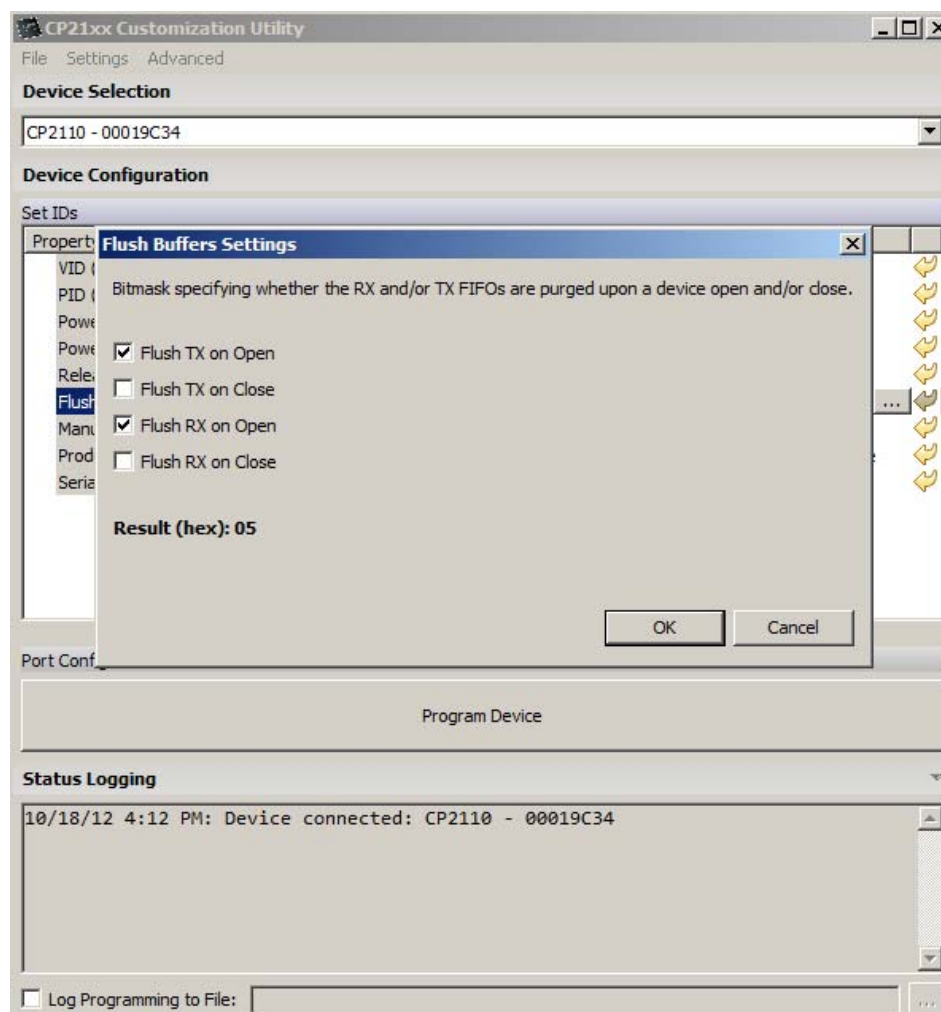 CP21xx Customization Utility
File Settings Advanced
Device Selection
CP2110 - 00019C34
Device Configuration
Set IDs
Flush Buffers Settings
Bitmask specifying whether the RX and/or TX FIFOs are purged upon a device open and/or close.
VID (
PID (
Flush
...
Flush TX on Open
Flush TX on Close
Flush RX on Open
Flush RX on Close
Result (hex): 05
OK Cancel
Program Device
Status Logging
10/18/12 4:12 PM: Device connected: CP2110 - 00019C34
Log Programming to File:
...